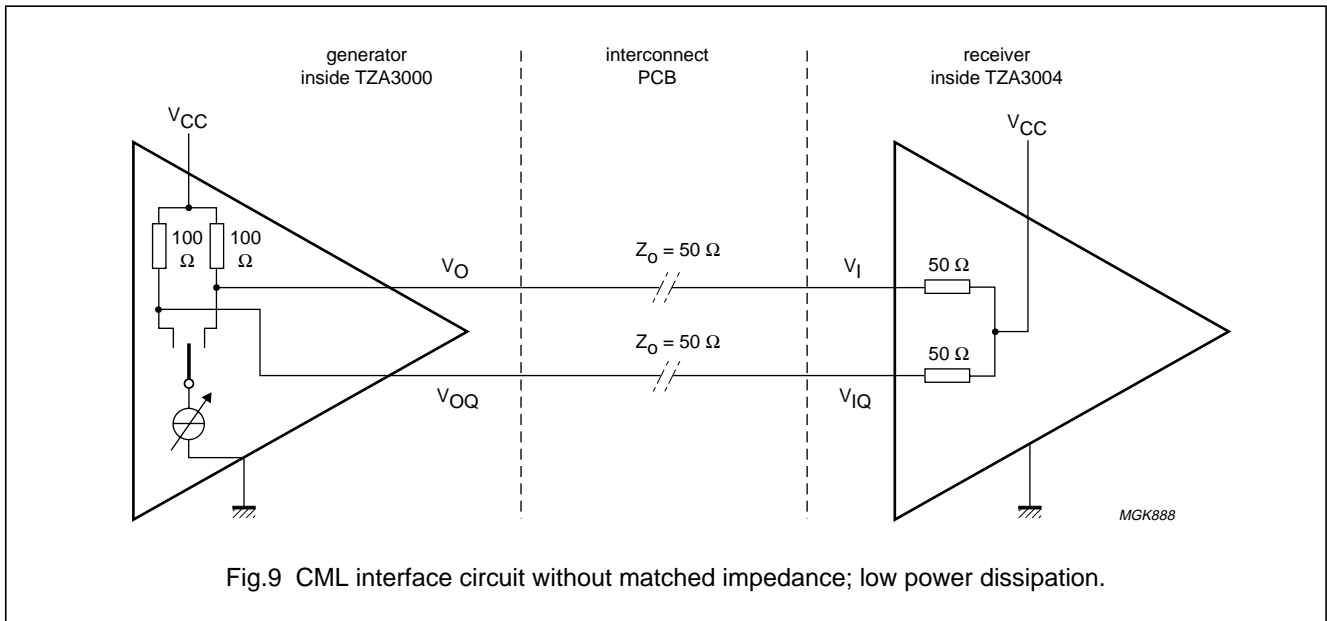 generator
inside TZA3000
interconnect
PCB
receiver
inside TZA3004
VCC
VCC
100
Ω
100
Ω
VO
Zo = 50 Ω
VI
50 Ω
Zo = 50 Ω
50 Ω
VOQ
VIQ
MGK888
Fig.9 CML interface circuit without matched impedance; low power dissipation.